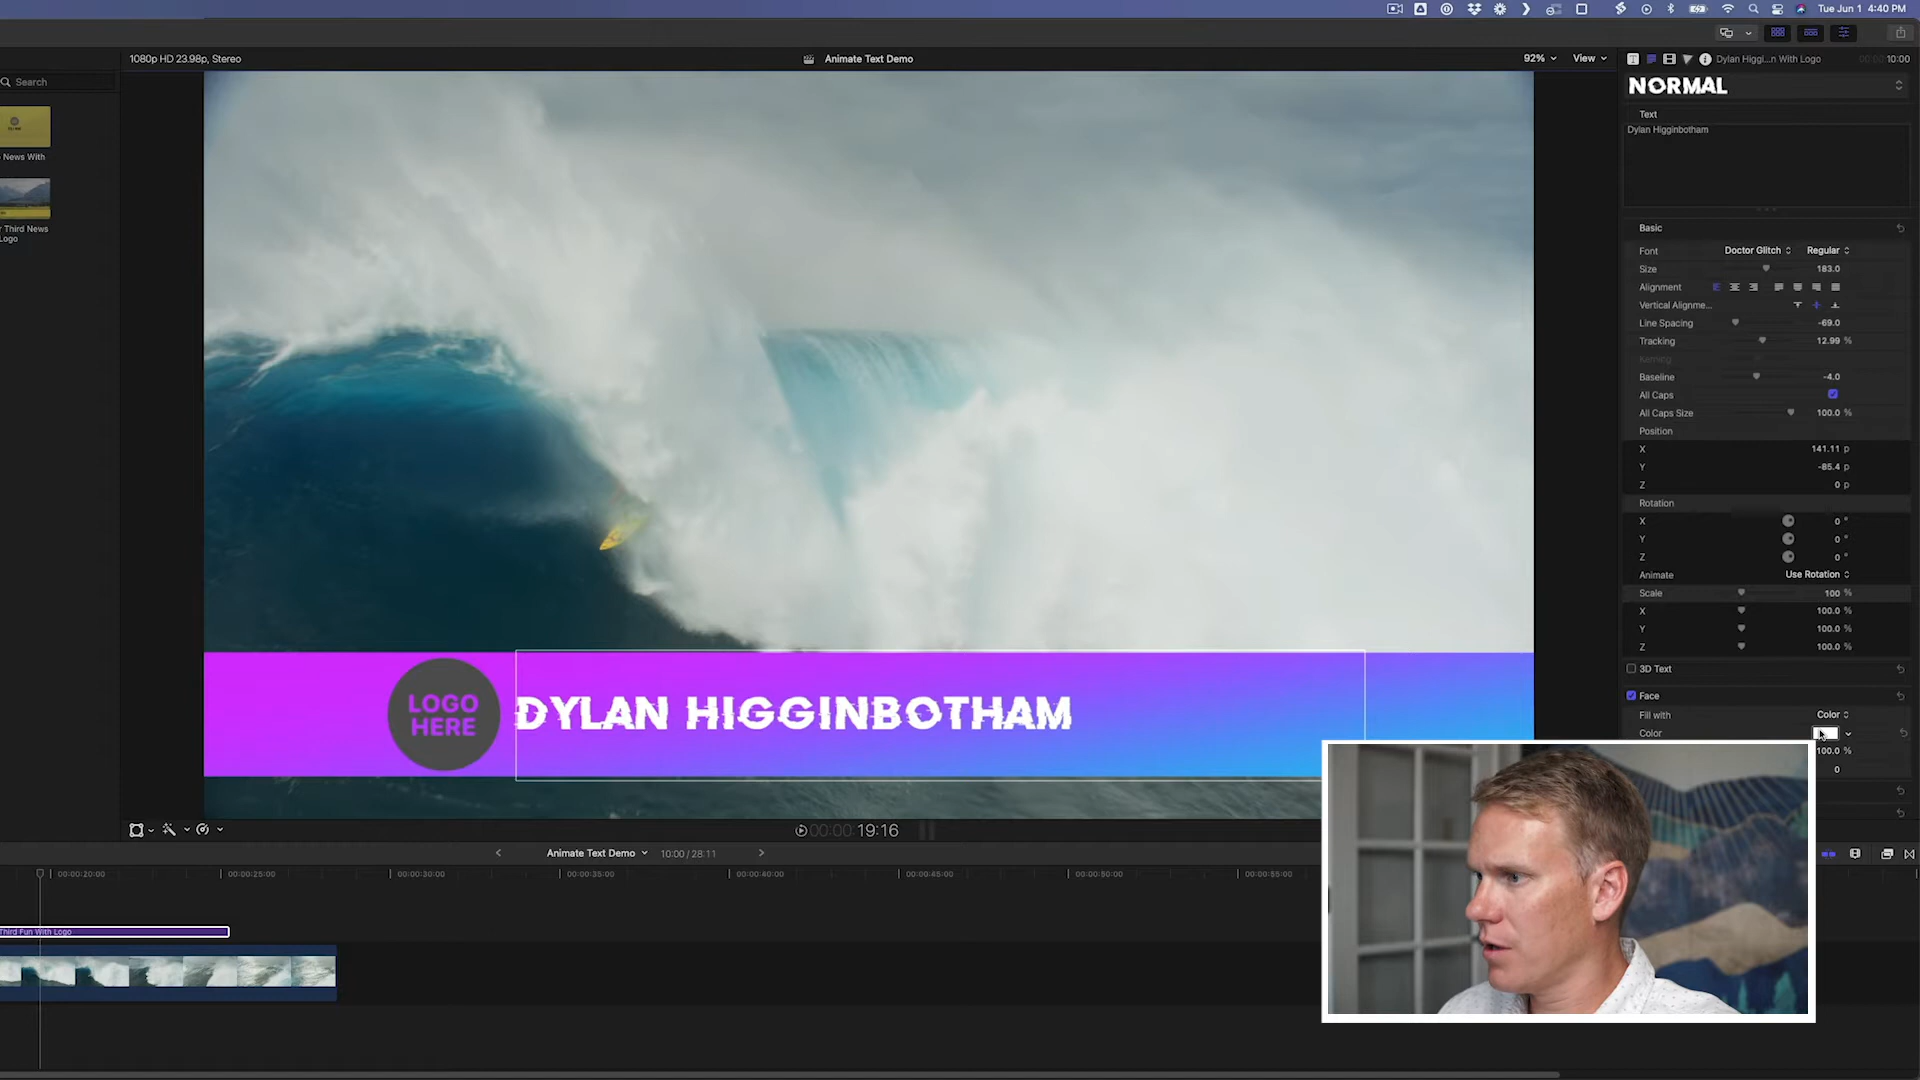 Tue Jun 1 4:40 PM
1080p HD 23.98p, Stereo
Animate Text Demo
92%
View
Dylan Higgi...n With Logo
10:00
Search
News With
r Third News
Logo
NORMAL
Text
Dylan Higginbotham
Basic
Font
Doctor Glitch
Regular
Size
183.0
Alignment
Vertical Alignme...
Line Spacing
-69.0
Tracking
12.99 %
Kerning
Baseline
-4.0
All Caps
All Caps Size
100.0 %
Position
X
141.11 p
Y
-85.4 p
Z
0 p
Rotation
X
0 °
Y
0 °
Z
0 °
Animate
Use Rotation
Scale
100 %
X
100.0 %
Y
100.0 %
Z
100.0 %
3D Text
Face
Fill with
Color
Color
100.0 %
0
LOGO
HERE
DYLAN HIGGINBOTHAM
00:00:19:16
Animate Text Demo
10:00 / 28:11
00:00:20:00
00:00:25:00
00:00:30:00
00:00:35:00
00:00:40:00
00:00:45:00
00:00:50:00
00:00:55:00
Third Fun With Logo